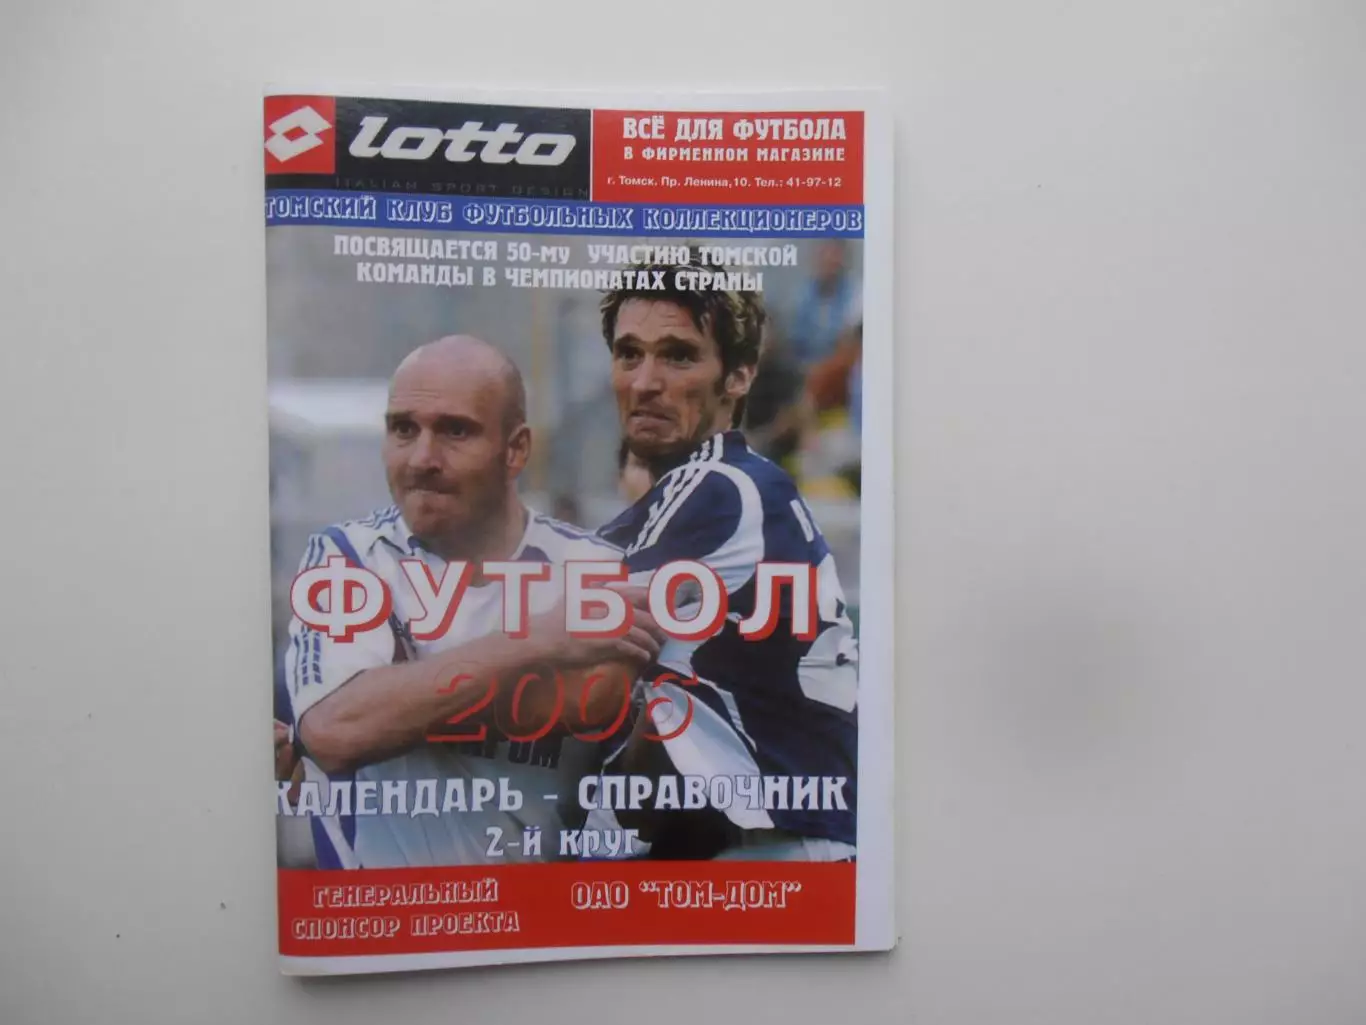 lotto
ITALIAN SPORT DESIGN
ВСЁ ДЛЯ ФУТБОЛА
В ФИРМЕННОМ МАГАЗИНЕ
г. Томск. Пр. Ленина,10. Тел.: 41-97-12
ТОМСКИЙ КЛУБ ФУТБОЛЬНЫХ КОЛЛЕКЦИОНЕРОВ
ПОСВЯЩАЕТСЯ 50-МУ УЧАСТИЮ ТОМСКОЙ
КОМАНДЫ В ЧЕМПИОНАТАХ СТРАНЫ
ФУТБОЛ
2006
КАЛЕНДАРЬ - СПРАВОЧНИК
2-Й КРУГ
ГЕНЕРАЛЬНЫЙ
СПОНСОР ПРОЕКТА
ОАО "ТОМ-ДОМ"